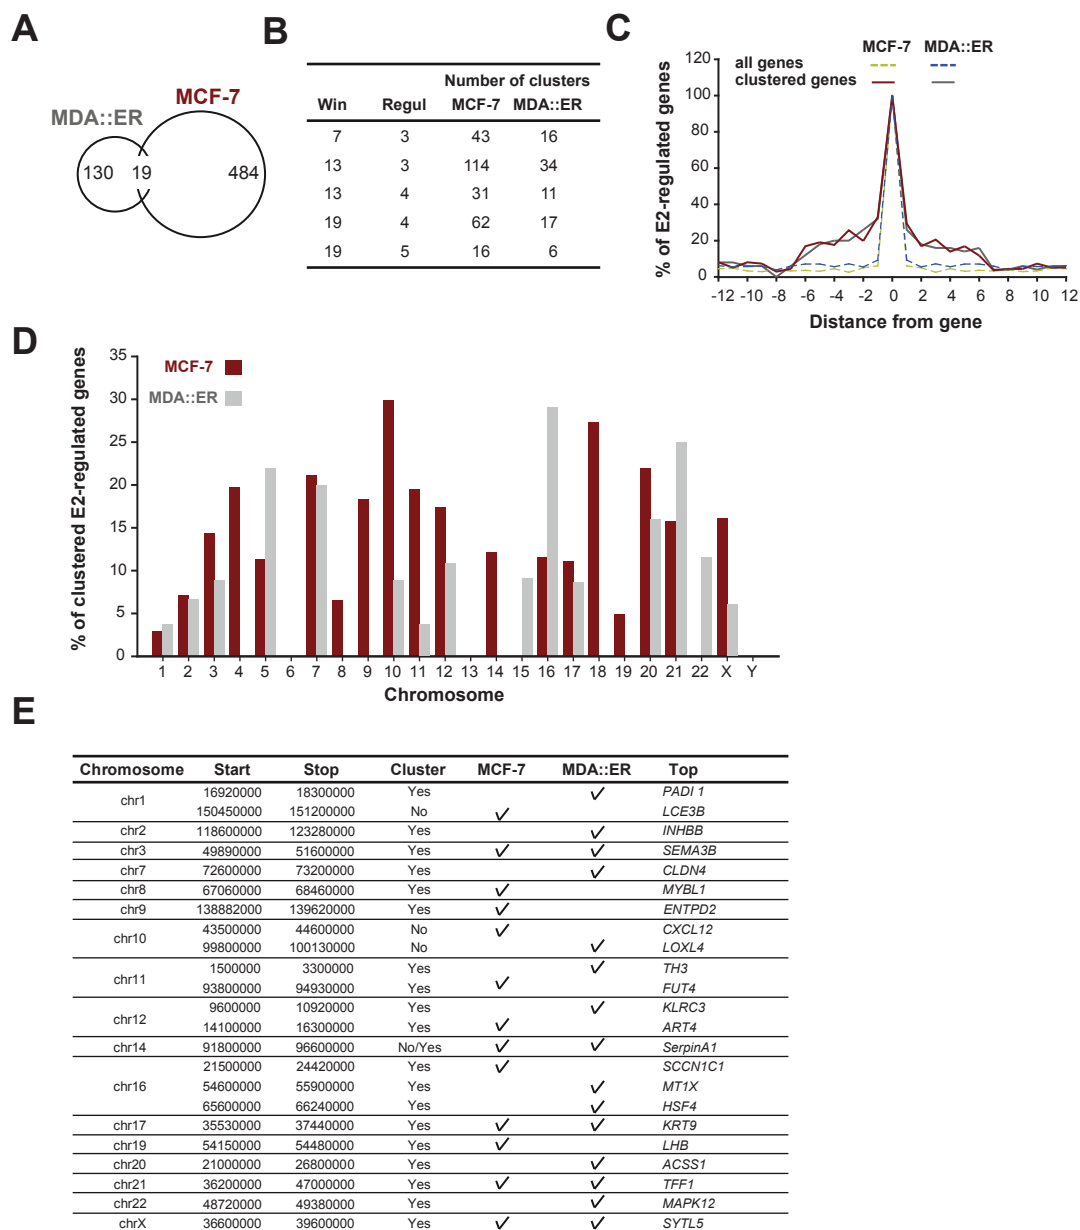 A
MCF-7
MDA::ER
130 19 484
B
Number of clusters
Win Regul MCF-7 MDA::ER
7 3 43 16
13 3 114 34
13 4 31 11
19 4 62 17
19 5 16 6
C
MCF-7 MDA::ER
all genes
clustered genes
% of E2-regulated genes
120
100
80
60
40
20
0
-12 -10 -8 -6 -4 -2 0 2 4 6 8 10 12
Distance from gene
D
MCF-7
MDA::ER
% of clustered E2-regulated genes
35
30
25
20
15
10
5
0
1 2 3 4 5 6 7 8 9 10 11 12 13 14 15 16 17 18 19 20 21 22 X Y
Chromosome
E
Chromosome Start Stop Cluster MCF-7 MDA::ER Top
chr1 16920000 18300000 Yes ✓ PADI 1
150450000 151200000 No ✓ LCE3B
chr2 118600000 123280000 Yes ✓ INHBB
chr3 49890000 51600000 Yes ✓ ✓ SEMA3B
chr7 72600000 73200000 Yes ✓ CLDN4
chr8 67060000 68460000 Yes ✓ MYBL1
chr9 138882000 139620000 Yes ✓ ENTPD2
chr10 43500000 44600000 No ✓ CXCL12
99800000 100130000 No ✓ LOXL4
chr11 1500000 3300000 Yes ✓ TH3
93800000 94930000 Yes ✓ FUT4
chr12 9600000 10920000 Yes ✓ KLRC3
14100000 16300000 Yes ✓ ART4
chr14 91800000 96600000 No/Yes ✓ ✓ SerpinA1
chr16 21500000 24420000 Yes ✓ SCCN1C1
54600000 55900000 Yes ✓ MT1X
65600000 66240000 Yes ✓ HSF4
chr17 35530000 37440000 Yes ✓ ✓ KRT9
chr19 54150000 54480000 Yes ✓ LHB
chr20 21000000 26800000 Yes ✓ ACSS1
chr21 36200000 47000000 Yes ✓ ✓ TFF1
chr22 48720000 49380000 Yes ✓ MAPK12
chrX 36600000 39600000 Yes ✓ ✓ SYTL5